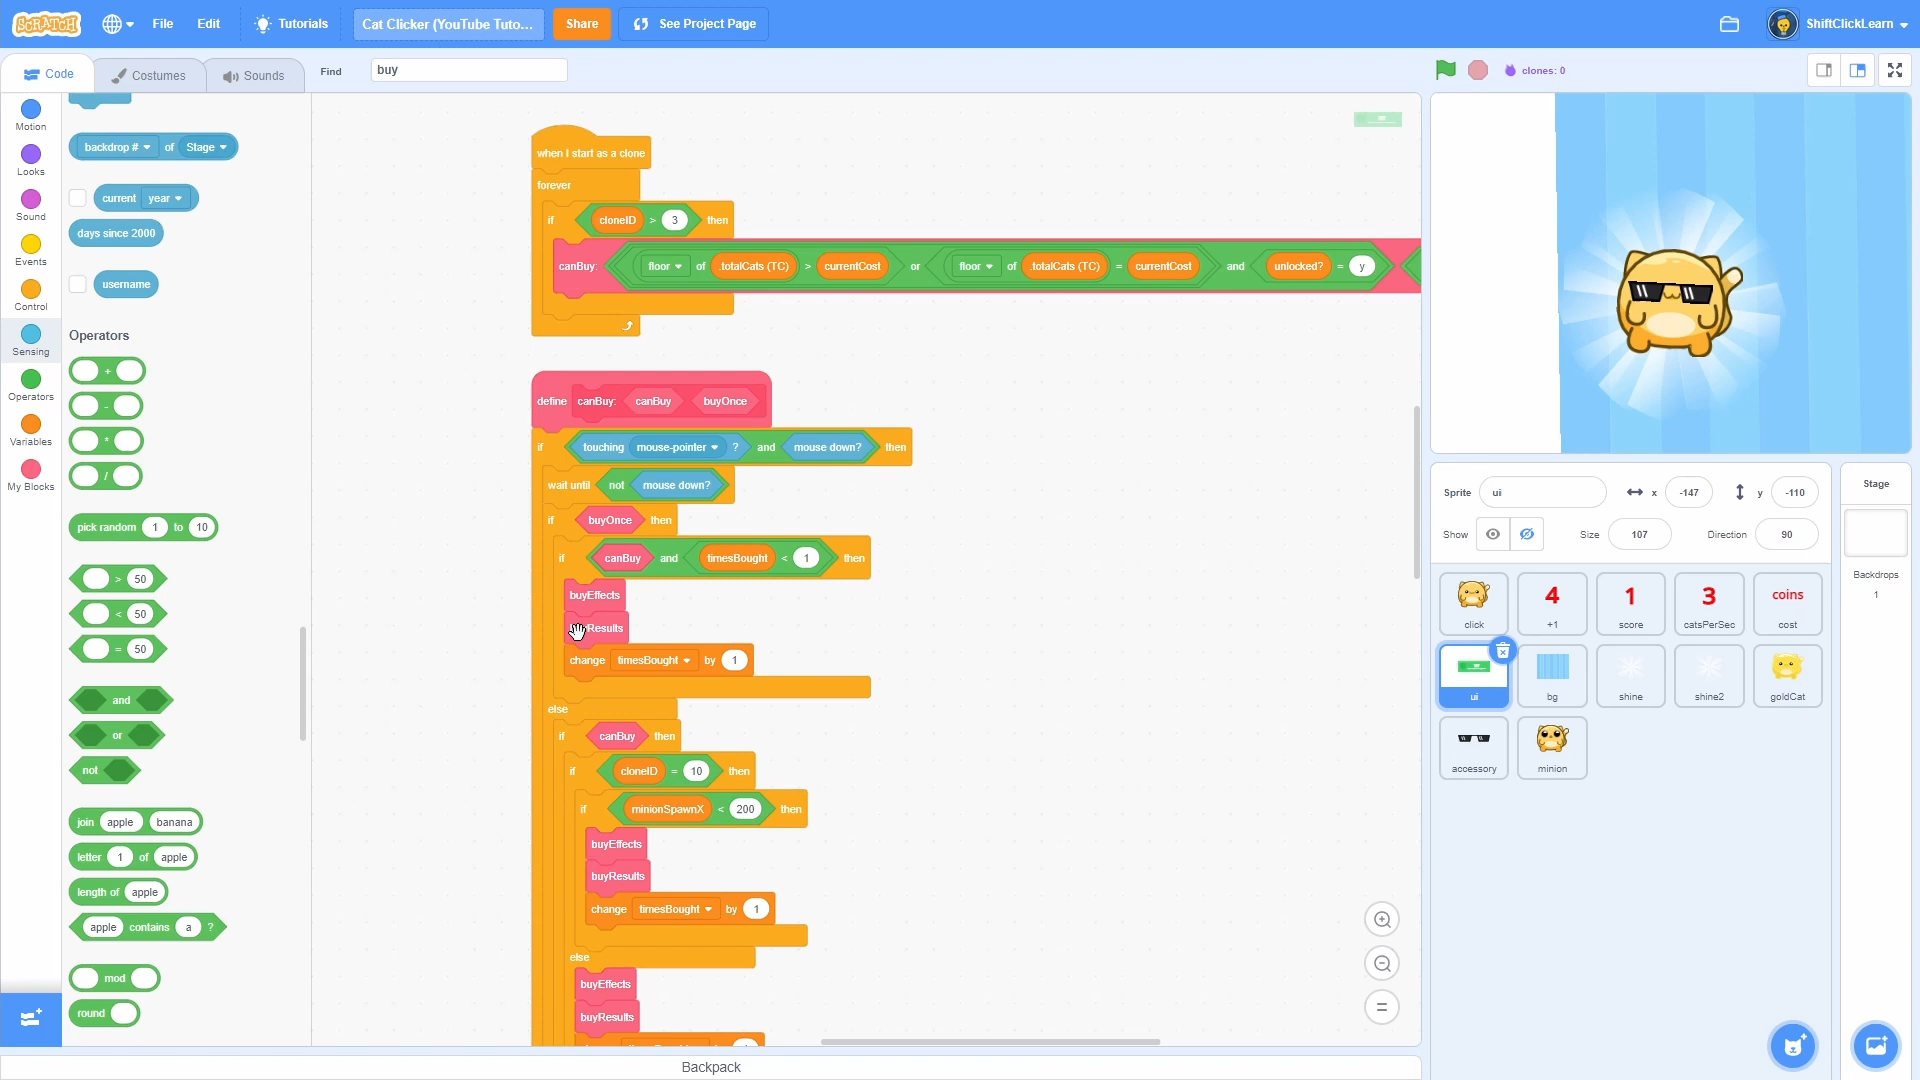 SCRATCH File Edit Tutorials Cat Clicker (YouTube Tuto... Share See Project Page ShiftClickLearn
Code Costumes Sounds Find buy clones: 0
Motion
Looks
Sound
Events
Control
Sensing
Operators
Variables
My Blocks
backdrop # of Stage
current year
days since 2000
username
Operators
+
-
*
/
pick random 1 to 10
> 50
< 50
= 50
and
or
not
join apple banana
letter 1 of apple
length of apple
apple contains a ?
mod
round
when I start as a clone
forever
if cloneID > 3 then
canBuy: floor of .totalCats (TC) > currentCost or floor of .totalCats (TC) = currentCost and unlocked? = y
define canBuy: canBuy buyOnce
if touching mouse-pointer ? and mouse down? then
wait until not mouse down?
if buyOnce then
if canBuy and timesBought < 1 then
buyEffects
Results
change timesBought by 1
else
if canBuy then
if cloneID = 10 then
if minionSpawnX < 200 then
buyEffects
buyResults
change timesBought by 1
else
buyEffects
buyResults
Backpack
Sprite ui x -147 y -110
Show Size 107 Direction 90
click
4
+1
1
score
3
catsPerSec
coins
cost
ui
bg
shine
shine2
goldCat
accessory
minion
Stage
Backdrops
1